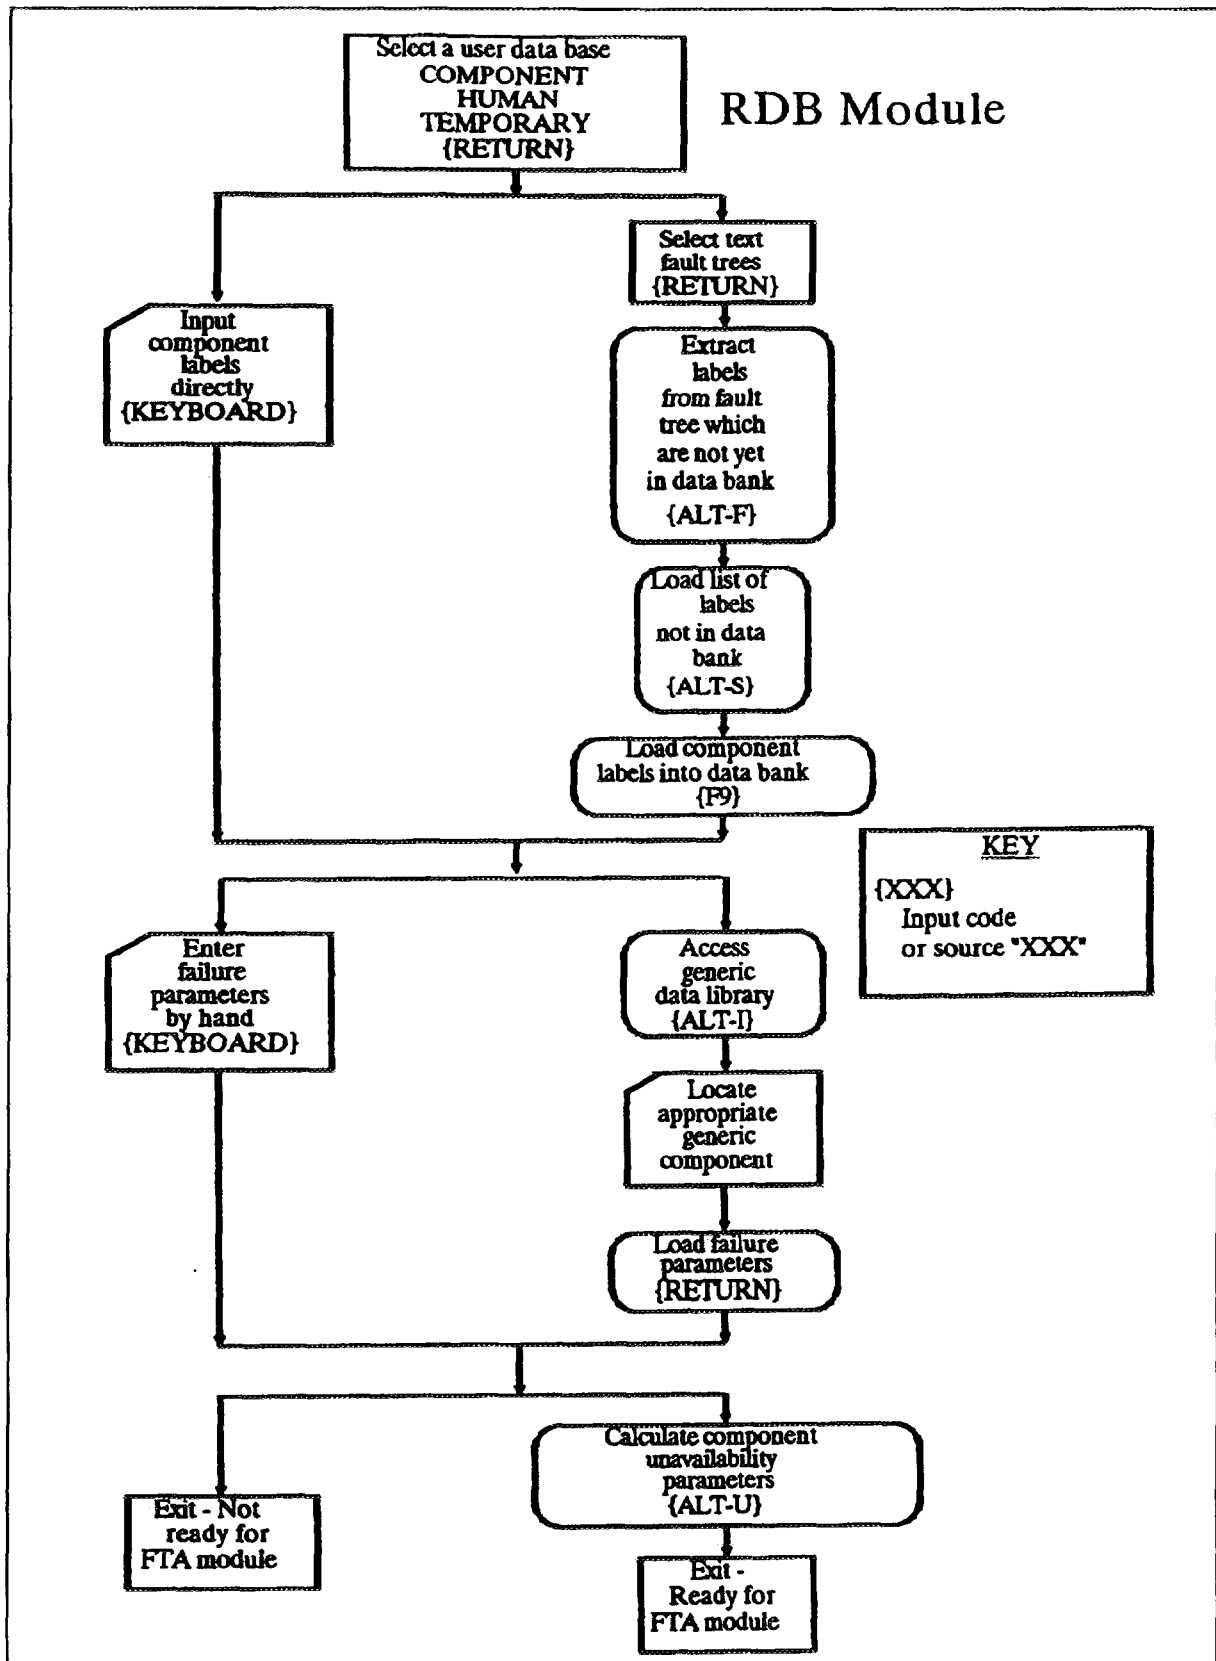 Select a user data base
COMPONENT
HUMAN
TEMPORARY
{RETURN}
RDB Module
Select text
fault trees
{RETURN}
Input
component
labels
directly
{KEYBOARD}
Extract
labels
from fault
tree which
are not yet
in data bank
{ALT-F}
Load list of
labels
not in data
bank
{ALT-S}
Load component
labels into data bank
{F9}
KEY
{XXX}
Input code
or source "XXX"
Enter
failure
parameters
by hand
{KEYBOARD}
Access
generic
data library
{ALT-I}
Locate
appropriate
generic
component
Load failure
parameters
{RETURN}
Calculate component
unavailability
parameters
{ALT-U}
Exit - Not
ready for
FTA module
Exit -
Ready for
FTA module